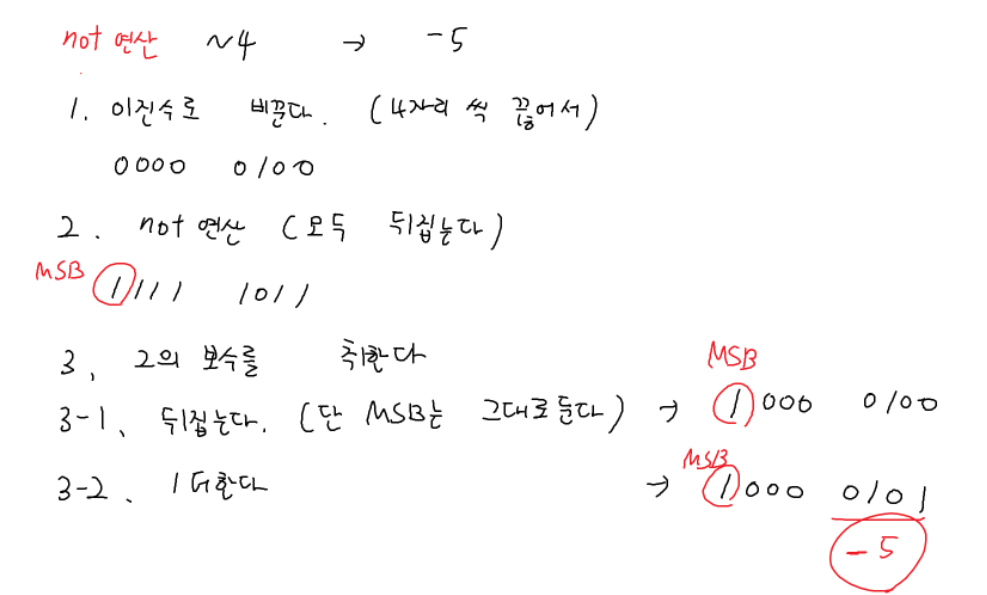 not 연산 ~4 → -5
1. 이진수로 바꾼다. (4자리 씩 끊어서)
0000 0100
2. not 연산 (모두 뒤집는다)
MSB 1111 1011
3. 2의 보수를 취한다
3-1. 뒤집는다. (단 MSB는 그대로둔다) → MSB 1000 0100
3-2. 1더한다 → MSB 1000 0101
-5